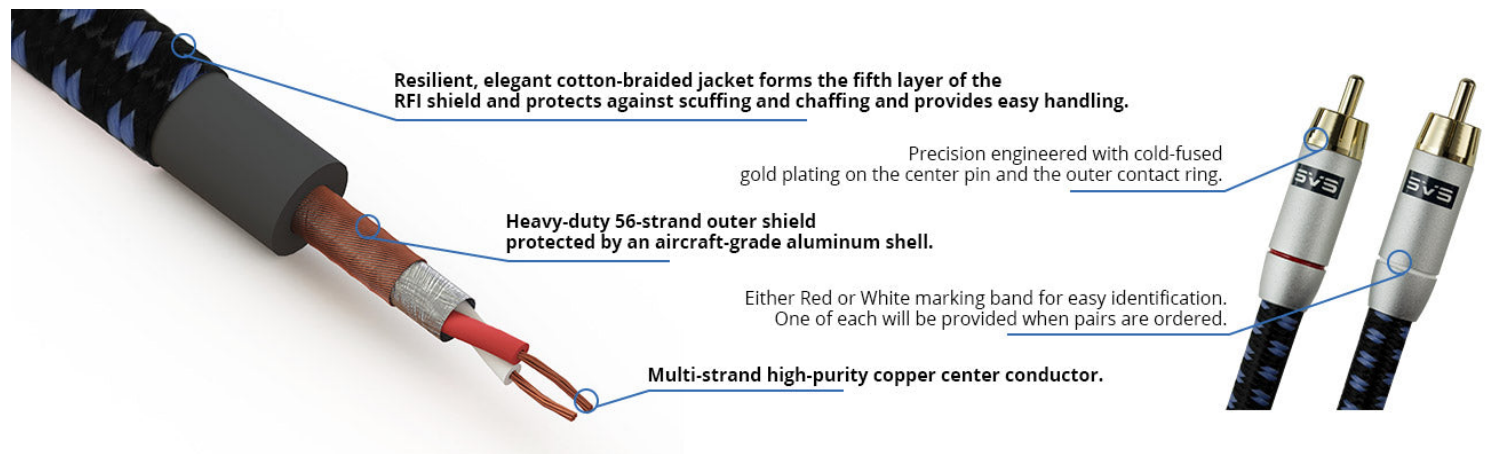 Resilient, elegant cotton-braided jacket forms the fifth layer of the
RFI shield and protects against scuffing and chaffing and provides easy handling.
Precision engineered with cold-fused
gold plating on the center pin and the outer contact ring.
SVS
SVS
Heavy-duty 56-strand outer shield
protected by an aircraft-grade aluminum shell.
Either Red or White marking band for easy identification.
One of each will be provided when pairs are ordered.
Multi-strand high-purity copper center conductor.